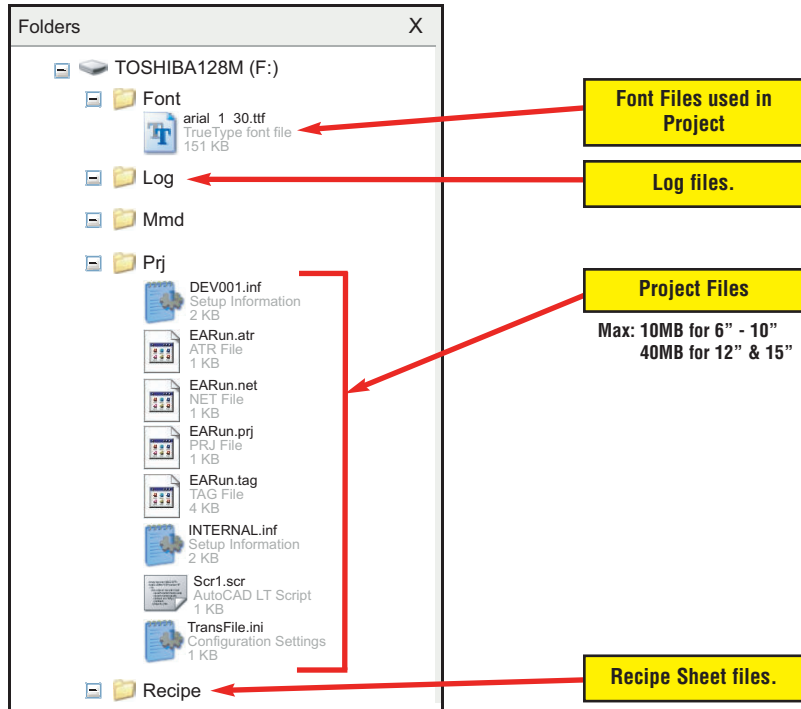 Folders X
TOSHIBA128M (F:)
Font
arial 1 30.ttf
TrueType font file
151 KB
Font Files used in
Project
Log
Log files.
Mmd
Prj
DEV001.inf
Setup Information
2 KB
EARun.atr
ATR File
1 KB
EARun.net
NET File
1 KB
EARun.prj
PRJ File
1 KB
EARun.tag
TAG File
4 KB
INTERNAL.inf
Setup Information
2 KB
Scr1.scr
AutoCAD LT Script
1 KB
TransFile.ini
Configuration Settings
1 KB
Project Files
Max: 10MB for 6” - 10”
40MB for 12” & 15”
Recipe
Recipe Sheet files.